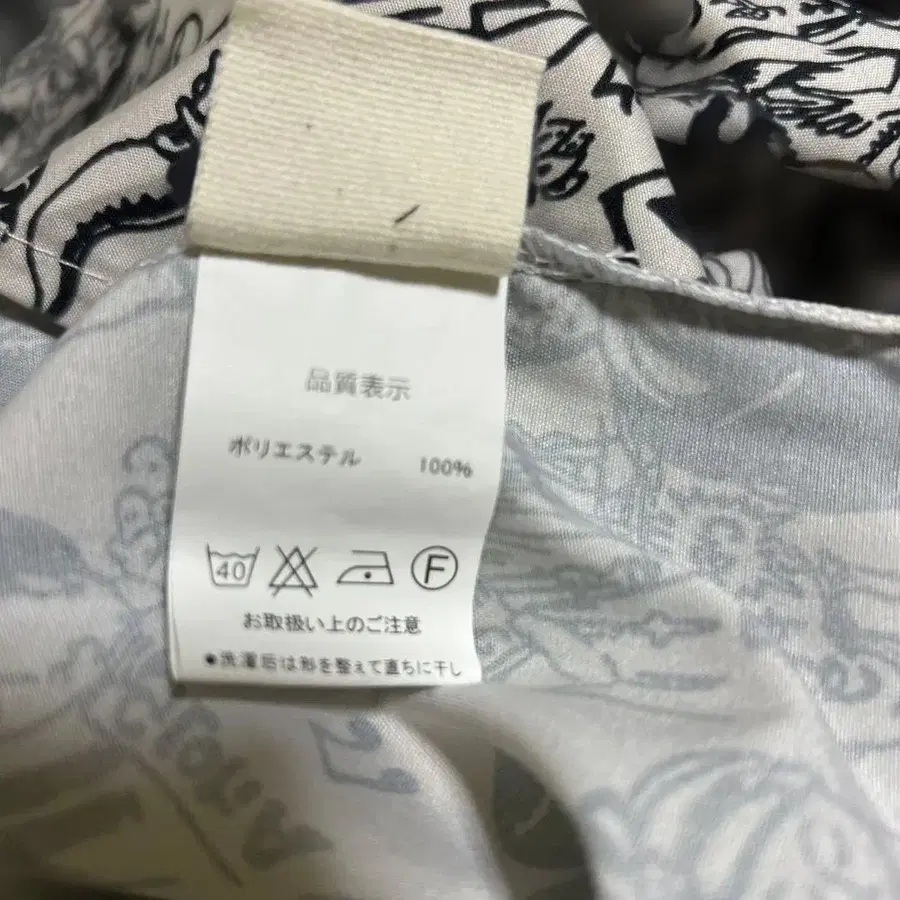 品質表示
ポリエステル 100%
40 F
お取扱い上のご注意
●洗濯后は形を整えて直ちに干し